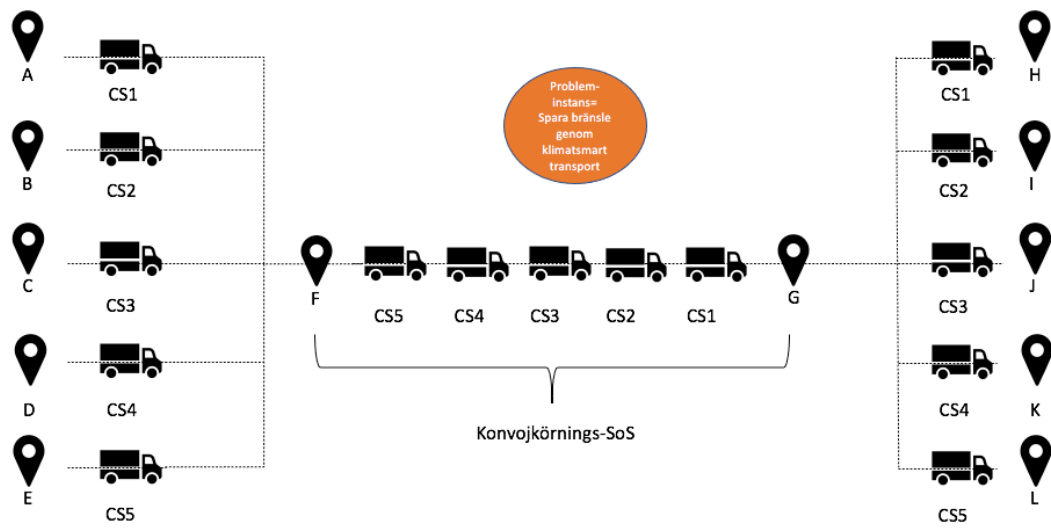 A
CS1
B
CS2
C
CS3
D
CS4
E
CS5
Problem-
instans=
Spara bränsle
genom
klimatsmart
transport
F
CS5
CS4
CS3
CS2
CS1
G
Konvojkörnings-SoS
CS1
H
CS2
I
CS3
J
CS4
K
CS5
L